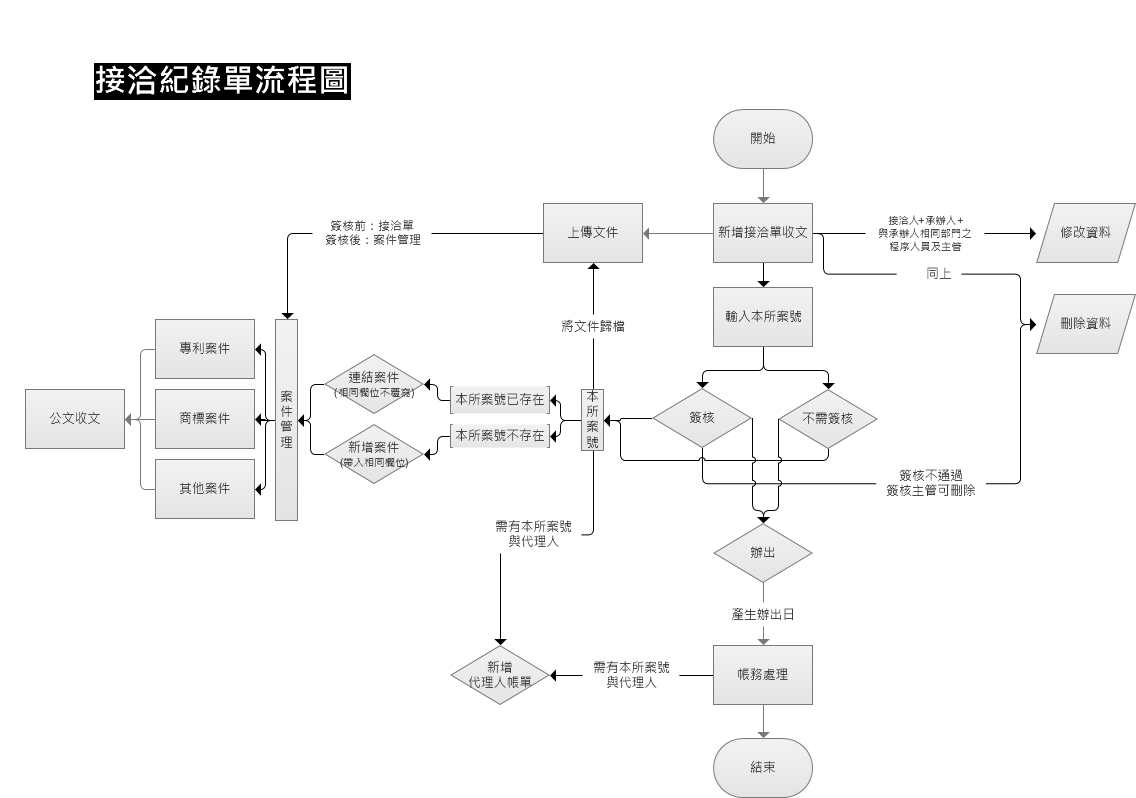 接洽紀錄單流程圖
開始
簽核前：接洽單
簽核後：案件管理
上傳文件
新增接洽單收文
接洽人+承辦人+
與承辦人相同部門之
程序人員及主管
修改資料
同上
輸入本所案號
將文件歸檔
刪除資料
專利案件
商標案件
其他案件
公文收文
案
件
管
理
連結案件
(相同欄位不覆寫)
新增案件
(帶入相同欄位)
本所案號已存在
本所案號不存在
本
所
案
號
簽核
不需簽核
簽核不通過
簽核主管可刪除
需有本所案號
與代理人
辦出
產生辦出日
新增
代理人帳單
需有本所案號
與代理人
帳務處理
結束